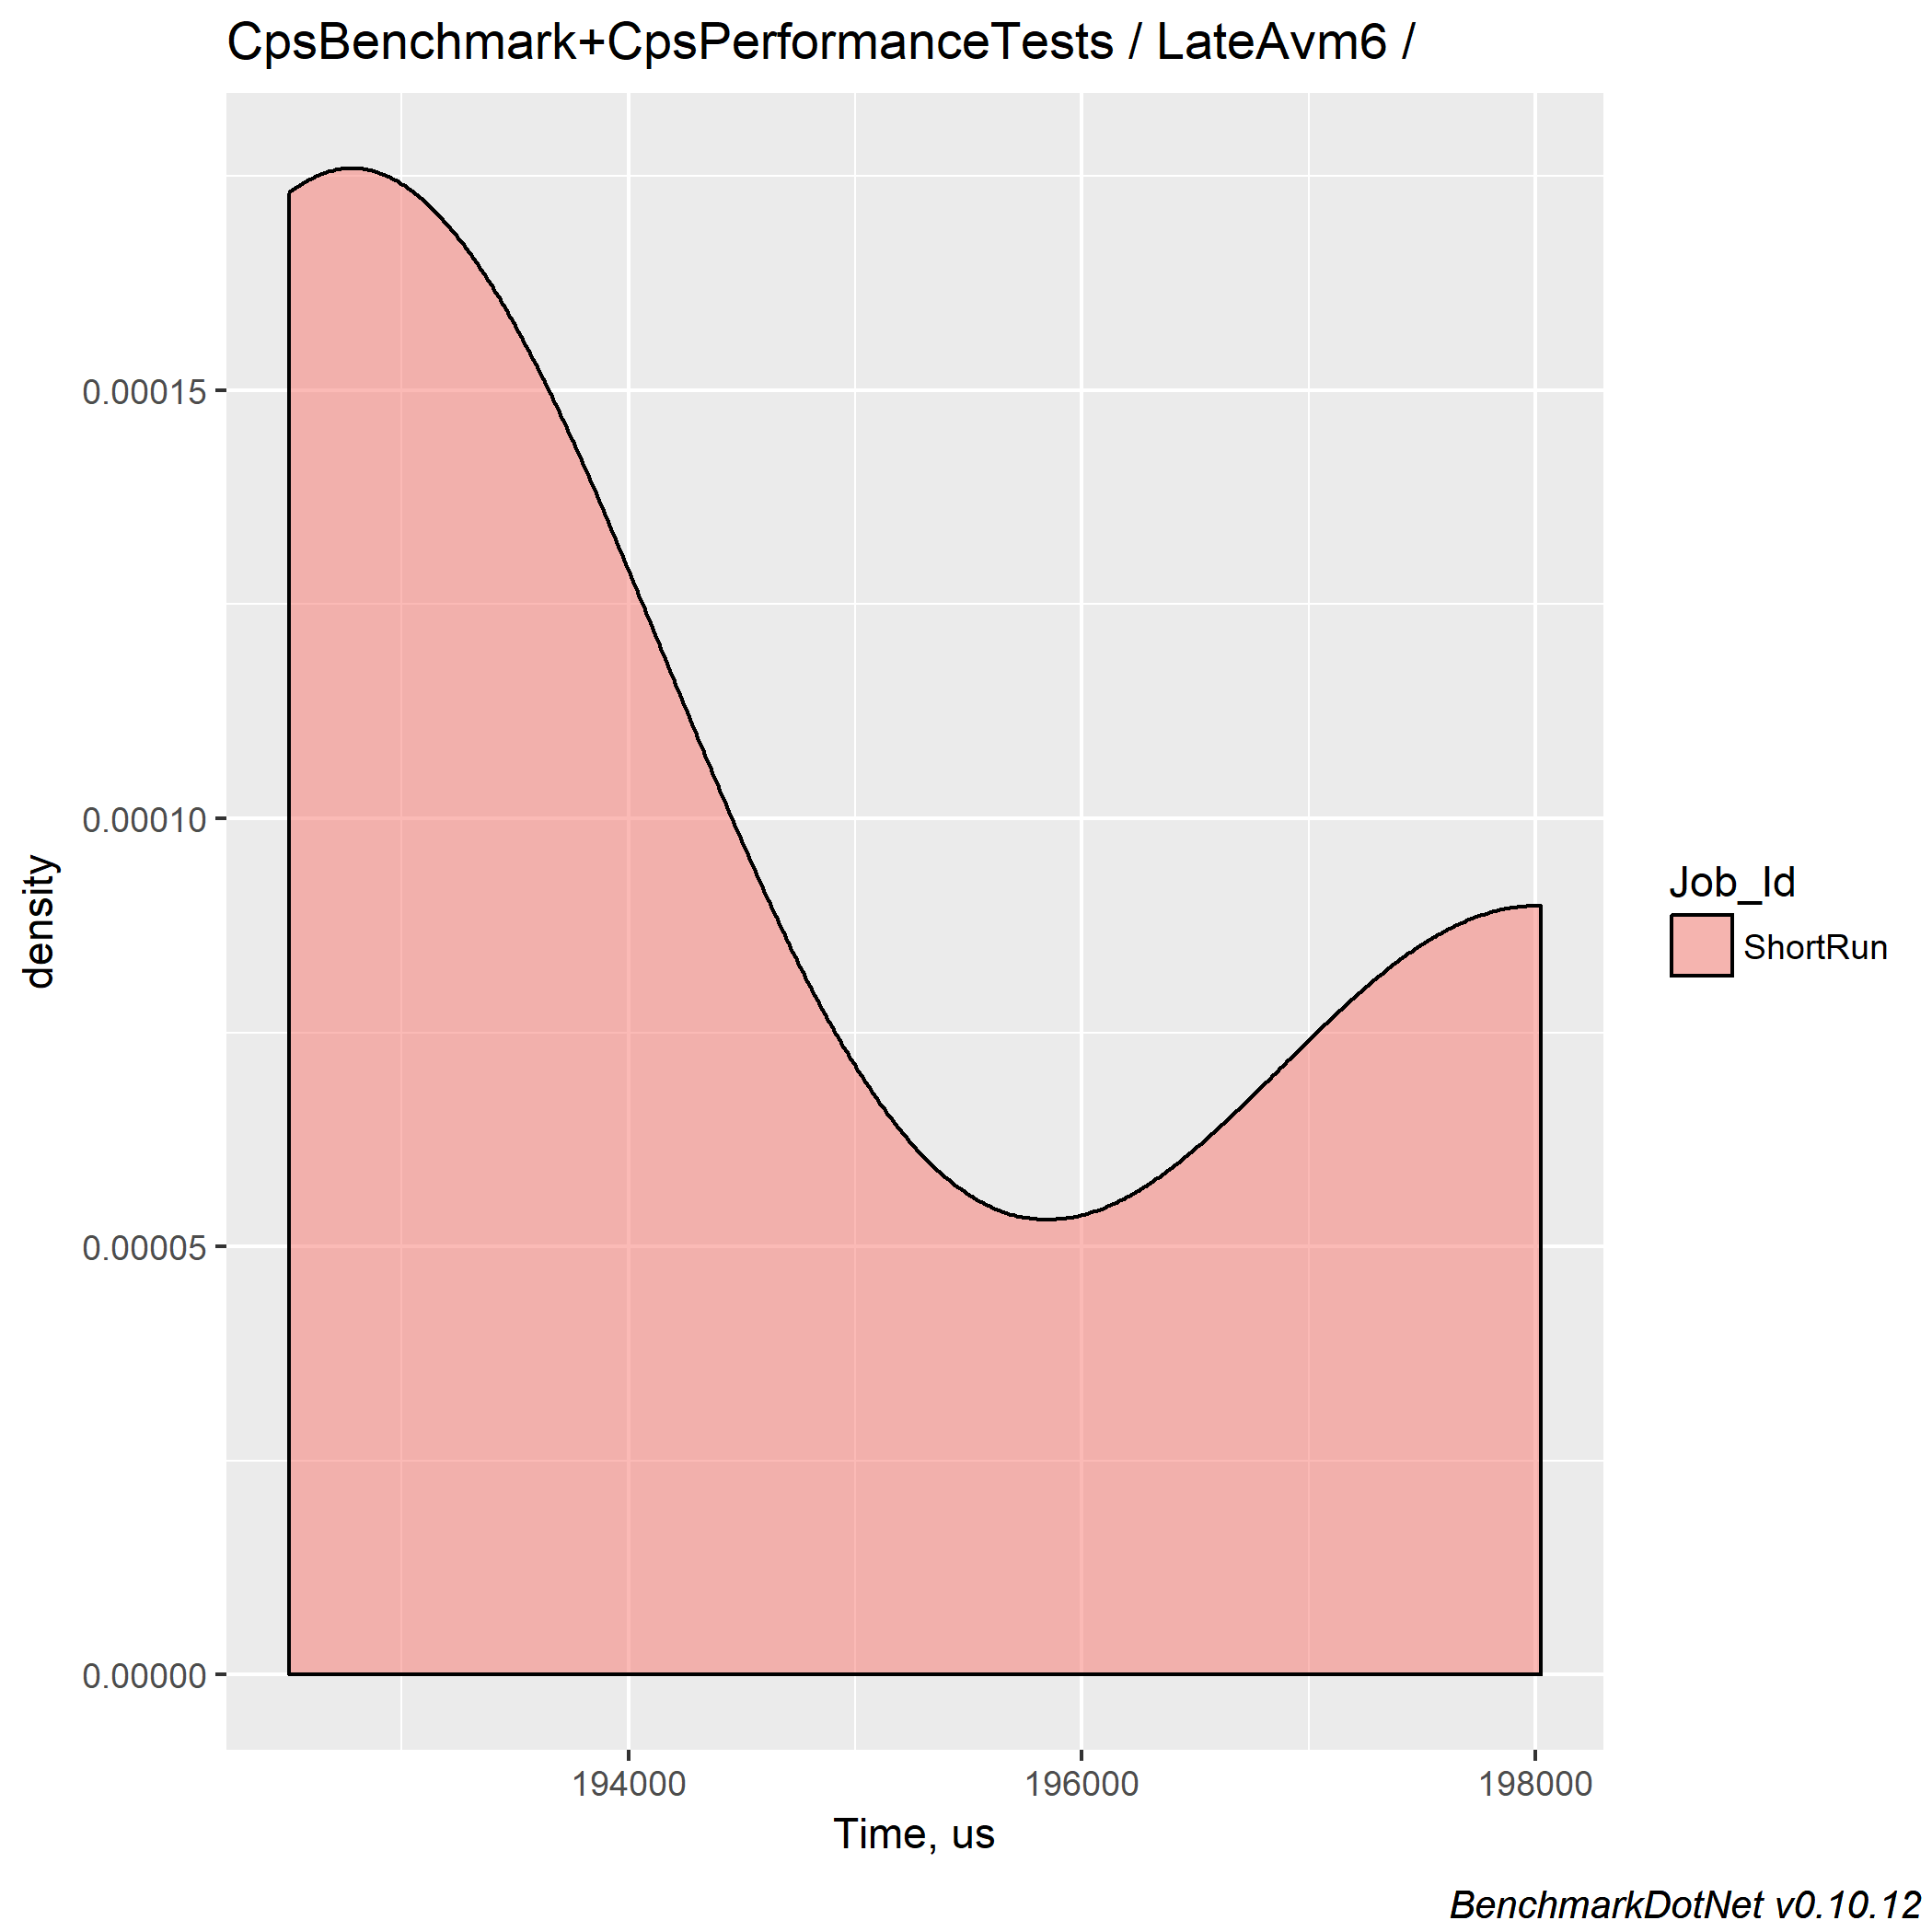 CpsBenchmark+CpsPerformanceTests / LateAvm6 /
0.00015
0.00010
0.00005
0.00000
density
194000 196000 198000
Time, us
Job_Id
ShortRun
BenchmarkDotNet v0.10.12